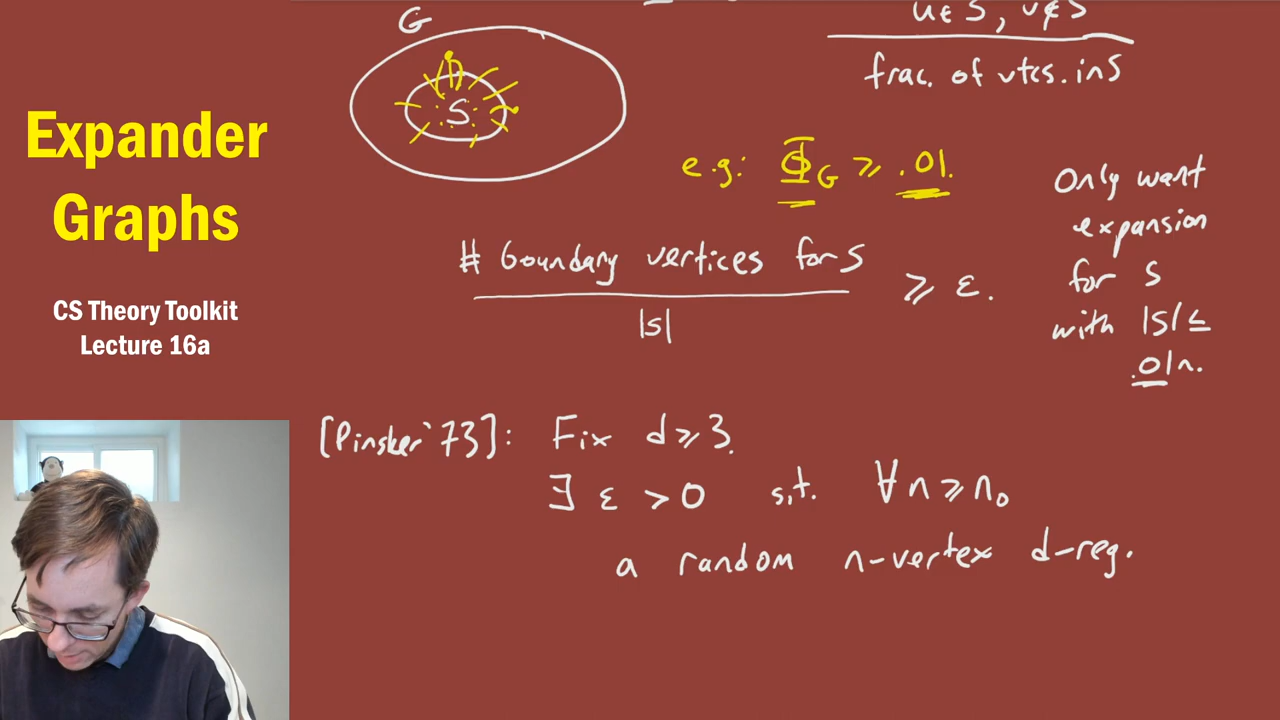 Expander
Graphs
CS Theory Toolkit
Lecture 16a
G
S
u∈S, v∉S
frac. of vtcs. in S
e.g: Φ_G ≥ .01.
# boundary vertices for S
|S|
≥ ε.
Only want
expansion
for S
with |S| ≤
.01n.
[Pinsker '73]: Fix d ≥ 3.
∃ ε > 0 s.t. ∀ n ≥ n₀
a random n-vertex d-reg.